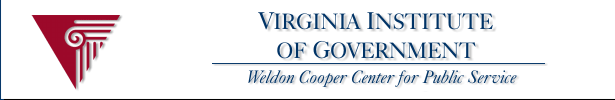 VIRGINIA INSTITUTE
OF GOVERNMENT
Weldon Cooper Center for Public Service